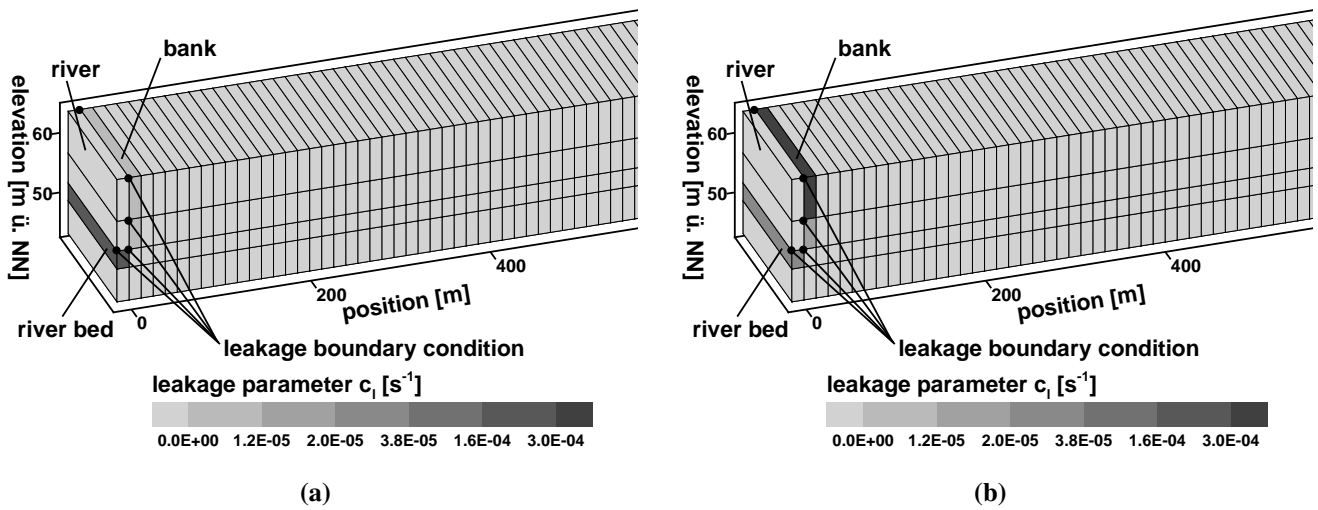 bank
river
elevation [m ü. NN]
60
50
400
200
position [m]
0
river bed
leakage boundary condition
leakage parameter c_l [s^-1]
0.0E+00 1.2E-05 2.0E-05 3.8E-05 1.6E-04 3.0E-04
(a)
bank
river
elevation [m ü. NN]
60
50
400
200
position [m]
0
river bed
leakage boundary condition
leakage parameter c_l [s^-1]
0.0E+00 1.2E-05 2.0E-05 3.8E-05 1.6E-04 3.0E-04
(b)